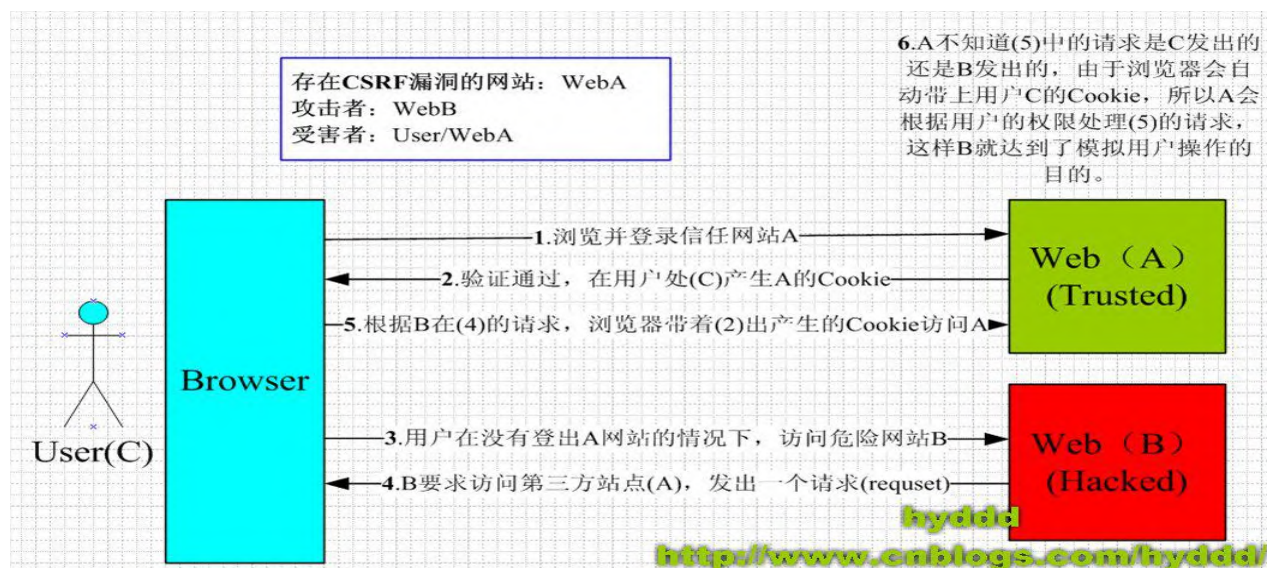 存在CSRF漏洞的网站：WebA
攻击者：WebB
受害者：User/WebA
6.A不知道(5)中的请求是C发出的
还是B发出的，由于浏览器会自
动带上用户C的Cookie，所以A会
根据用户的权限处理(5)的请求，
这样B就达到了模拟用户操作的
目的。
1.浏览并登录信任网站A
2.验证通过，在用户处(C)产生A的Cookie
5.根据B在(4)的请求，浏览器带着(2)出产生的Cookie访问A
3.用户在没有登出A网站的情况下，访问危险网站B
4.B要求访问第三方站点(A)，发出一个请求(requset)
User(C)
Browser
Web（A）
(Trusted)
Web（B）
(Hacked)
hyddd
http://www.cnblogs.com/hyddd/